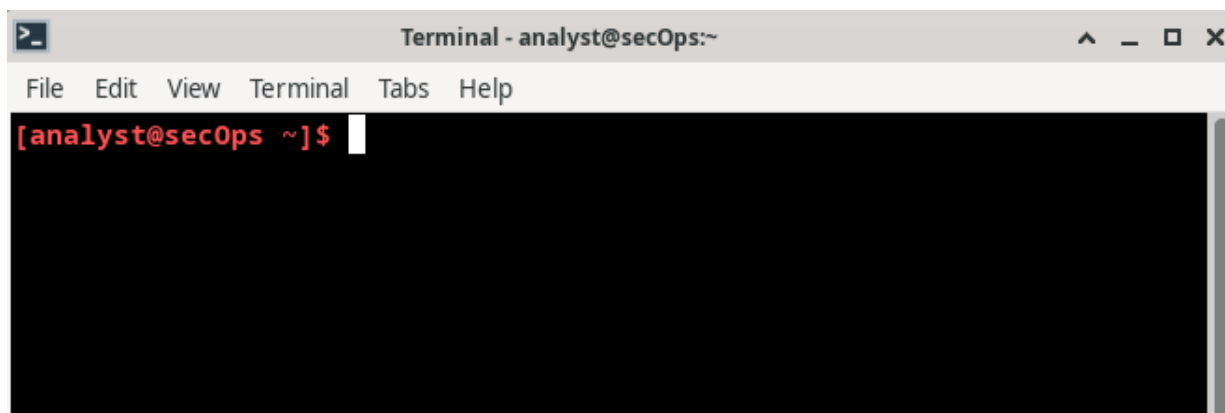 Terminal - analyst@secOps:~
File Edit View Terminal Tabs Help
[analyst@secOps ~]$